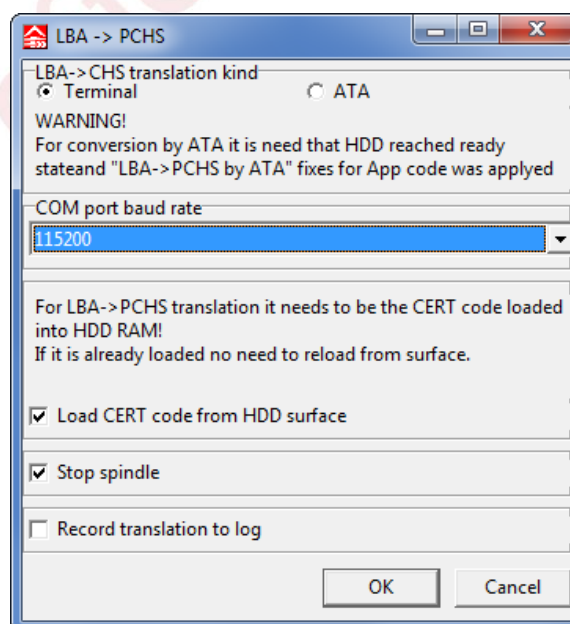 LBA -> PCHS
LBA->CHS translation kind
Terminal
ATA
WARNING!
For conversion by ATA it is need that HDD reached ready
stateand "LBA->PCHS by ATA" fixes for App code was applyed
COM port baud rate
115200
For LBA->PCHS translation it needs to be the CERT code loaded
into HDD RAM!
If it is already loaded no need to reload from surface.
Load CERT code from HDD surface
Stop spindle
Record translation to log
OK
Cancel